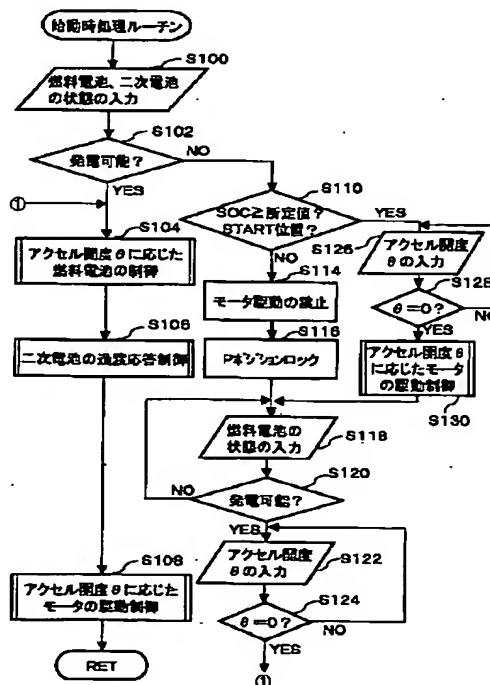 始動時処理ルーチン
S100
燃料電池、二次電池
の状態の入力
S102
発電可能？
NO
YES
①
S104
アクセル開度θに応じた
燃料電池の制御
S106
二次電池の過渡応答制御
S108
アクセル開度θに応じた
モータの駆動制御
RET
S110
SOC≧所定値？
START位置？
YES
NO
S114
モータ駆動の禁止
S116
Pポジションロック
S126
アクセル開度
θの入力
S128
θ=0？
NO
YES
アクセル開度θ
に応じたモータ
の駆動制御
S130
S118
燃料電池の
状態の入力
S120
発電可能？
NO
YES
S122
アクセル開度
θの入力
S124
θ=0？
NO
YES
①